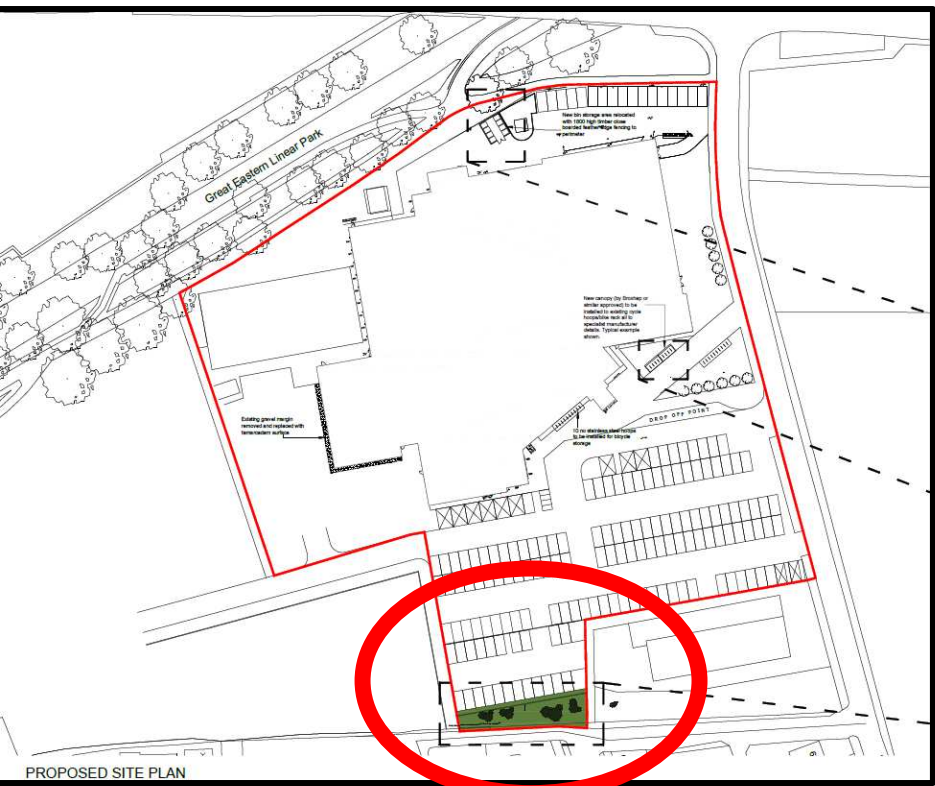 Great Eastern Linear Park
New bin storage area relocated
with 1800 high timber close
boarded feather edge fencing to
perimeter
New canopy (by Broxhap or
similar approved) to be
installed to existing cycle
hoops/bike rack all to
specialist manufacturer
details. Typical example
shown.
DROP OFF POINT
Existing gravel margin
removed and replaced with
tarmacadam surface
10 no stainless steel hoops
to be installed for bicycle
storage
PROPOSED SITE PLAN